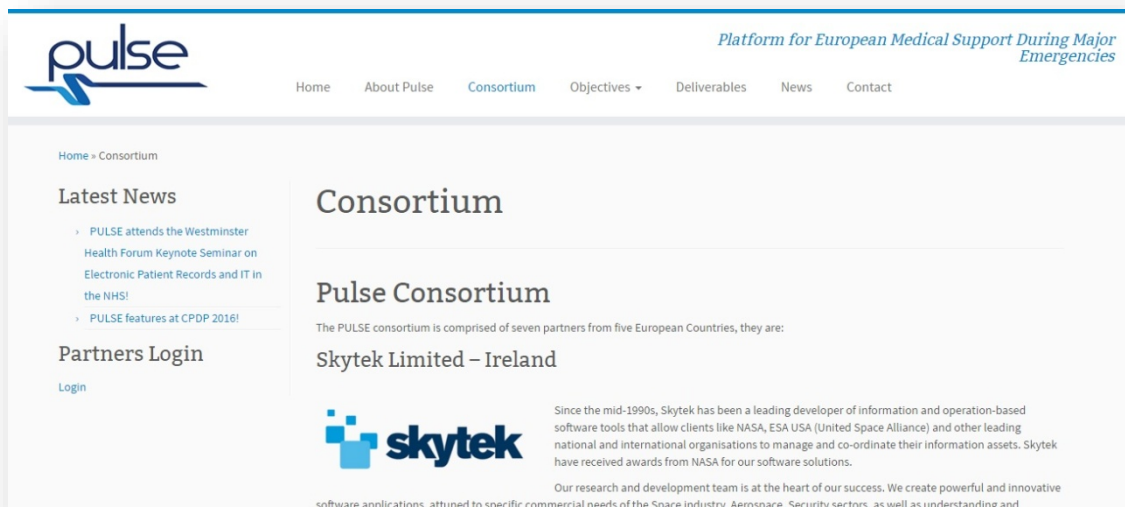 pulse
Platform for European Medical Support During Major
Emergencies
Home About Pulse Consortium Objectives Deliverables News Contact
Home » Consortium
Latest News
› PULSE attends the Westminster
Health Forum Keynote Seminar on
Electronic Patient Records and IT in
the NHS!
› PULSE features at CPDP 2016!
Partners Login
Login
Consortium
Pulse Consortium
The PULSE consortium is comprised of seven partners from five European Countries, they are:
Skytek Limited – Ireland
skytek
Since the mid-1990s, Skytek has been a leading developer of information and operation-based
software tools that allow clients like NASA, ESA USA (United Space Alliance) and other leading
national and international organisations to manage and co-ordinate their information assets. Skytek
have received awards from NASA for our software solutions.
Our research and development team is at the heart of our success. We create powerful and innovative
software applications, attuned to specific commercial needs of the Space industry, Aerospace, Security sectors, as well as understanding and